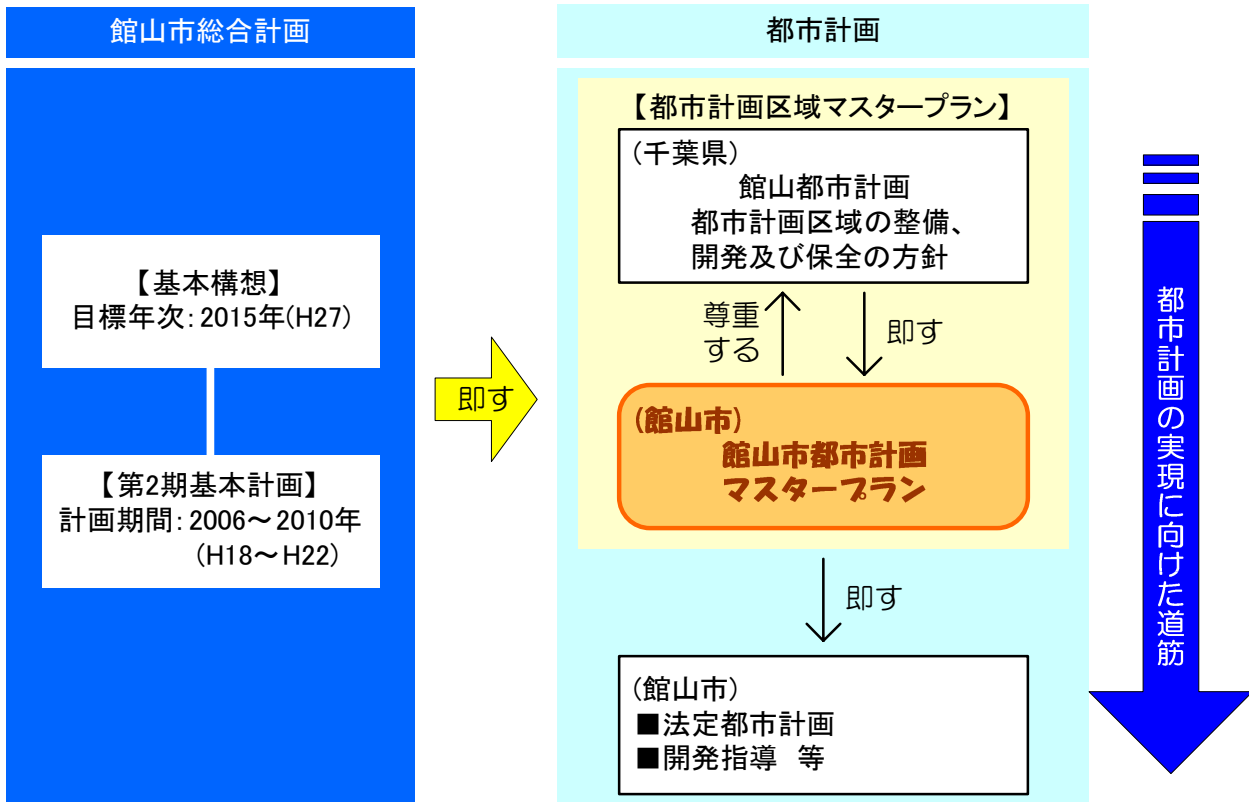 館山市総合計画
【基本構想】
目標年次：2015年(H27)
【第2期基本計画】
計画期間：2006～2010年
(H18～H22)
即す
都市計画
【都市計画区域マスタープラン】
(千葉県)
館山都市計画
都市計画区域の整備、
開発及び保全の方針
尊重
する
即す
(館山市)
館山市都市計画
マスタープラン
即す
(館山市)
■法定都市計画
■開発指導　等
都市計画の実現に向けた道筋